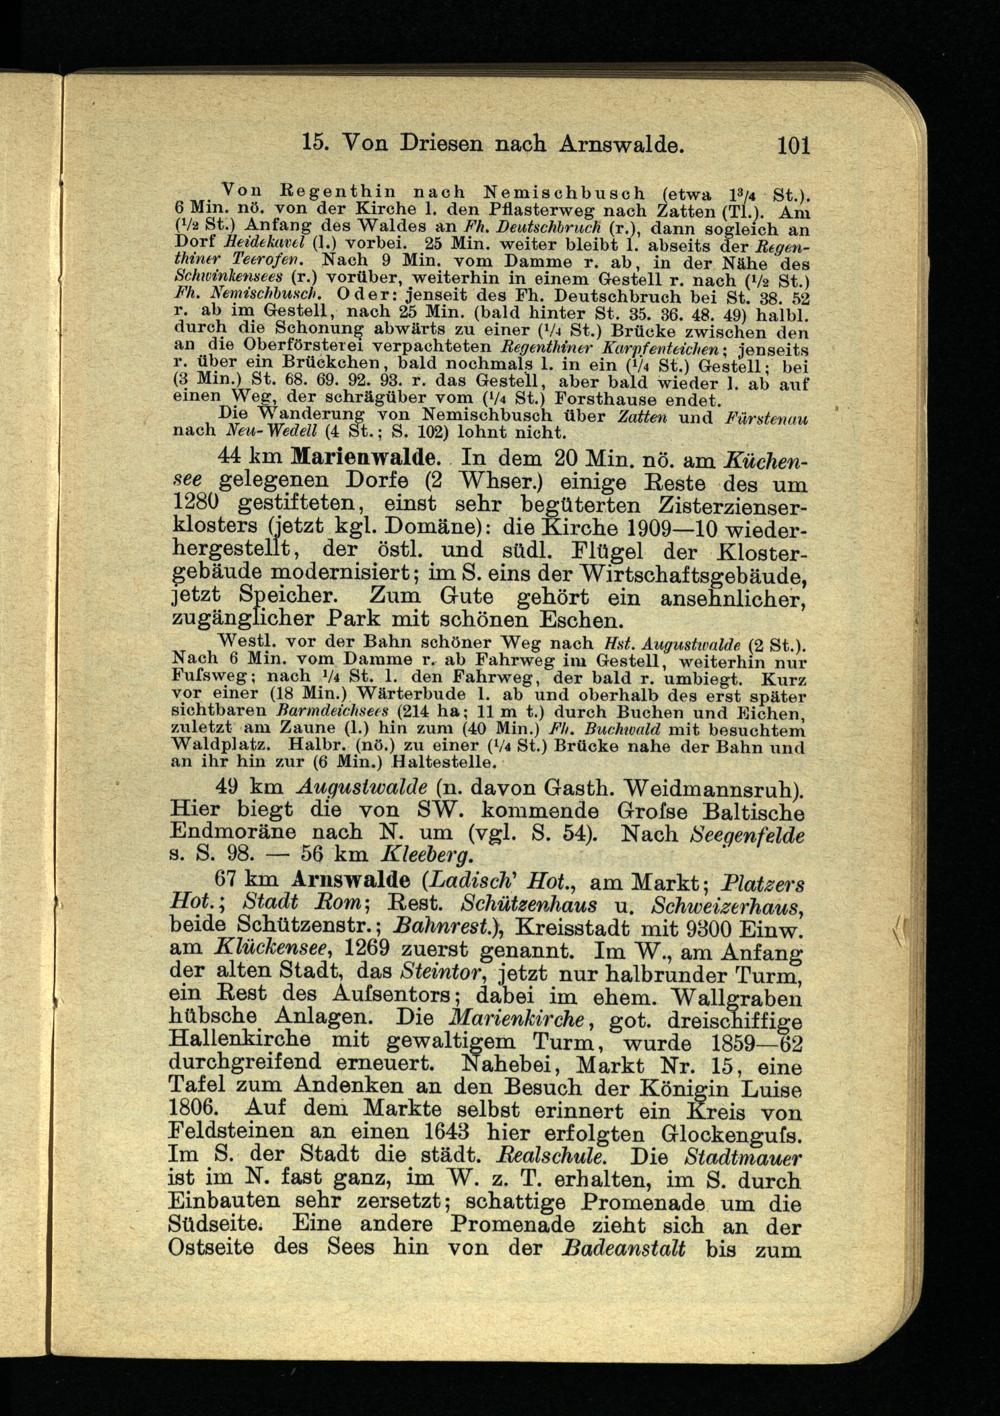 15. Von Driesen nach Arnswalde. 101
Von Regenthin nach Nemischbusch (etwa 1¾ St.).
6 Min. nö. von der Kirche l. den Pflasterweg nach Zatten (Tl.). Am
(½ St.) Anfang des Waldes an Fh. Deutschbruch (r.), dann sogleich an
Dorf Heidekavel (l.) vorbei. 25 Min. weiter bleibt l. abseits der Regen-
thiner Teerofen. Nach 9 Min. vom Damme r. ab, in der Nähe des
Schwinkensees (r.) vorüber, weiterhin in einem Gestell r. nach (½ St.)
Fh. Nemischbusch. Oder: jenseit des Fh. Deutschbruch bei St. 38. 52
r. ab im Gestell, nach 25 Min. (bald hinter St. 35. 36. 48. 49) halbl.
durch die Schonung abwärts zu einer (¼ St.) Brücke zwischen den
an die Oberförsterei verpachteten Regenthiner Karpfenteichen; jenseits
r. über ein Brückchen, bald nochmals l. in ein (¼ St.) Gestell; bei
(3 Min.) St. 68. 69. 92. 93. r. das Gestell, aber bald wieder l. ab auf
einen Weg, der schrägüber vom (¼ St.) Forsthause endet.
Die Wanderung von Nemischbusch über Zatten und Fürstenau
nach Neu-Wedell (4 St.; S. 102) lohnt nicht.
44 km Marienwalde. In dem 20 Min. nö. am Küchen-
see gelegenen Dorfe (2 Whser.) einige Reste des um
1280 gestifteten, einst sehr begüterten Zisterzienser-
klosters (jetzt kgl. Domäne): die Kirche 1909—10 wieder-
hergestellt, der östl. und südl. Flügel der Kloster-
gebäude modernisiert; im S. eins der Wirtschaftsgebäude,
jetzt Speicher. Zum Gute gehört ein ansehnlicher,
zugänglicher Park mit schönen Eschen.
Westl. vor der Bahn schöner Weg nach Hst. Augustwalde (2 St.).
Nach 6 Min. vom Damme r. ab Fahrweg im Gestell, weiterhin nur
Fußweg; nach ¼ St. l. den Fahrweg, der bald r. umbiegt. Kurz
vor einer (18 Min.) Wärterbude l. ab und oberhalb des erst später
sichtbaren Barmdeichsees (214 ha; 11 m t.) durch Buchen und Eichen,
zuletzt am Zaune (l.) hin zum (40 Min.) Fh. Buchwald mit besuchtem
Waldplatz. Halbr. (nö.) zu einer (¼ St.) Brücke nahe der Bahn und
an ihr hin zur (6 Min.) Haltestelle.
49 km Augustwalde (n. davon Gasth. Weidmannsruh).
Hier biegt die von SW. kommende Große Baltische
Endmoräne nach N. um (vgl. S. 54). Nach Seegenfelde
s. S. 98. — 56 km Kleeberg.
67 km Arnswalde (Ladisch' Hot., am Markt; Platzers
Hot.; Stadt Rom; Rest. Schützenhaus u. Schweizerhaus,
beide Schützenstr.; Bahnrest.), Kreisstadt mit 9300 Einw.
am Klückensee, 1269 zuerst genannt. Im W., am Anfang
der alten Stadt, das Steintor, jetzt nur halbrunder Turm,
ein Rest des Außentors; dabei im ehem. Wallgraben
hübsche Anlagen. Die Marienkirche, got. dreischiffige
Hallenkirche mit gewaltigem Turm, wurde 1859—62
durchgreifend erneuert. Nahebei, Markt Nr. 15, eine
Tafel zum Andenken an den Besuch der Königin Luise
1806. Auf dem Markte selbst erinnert ein Kreis von
Feldsteinen an einen 1643 hier erfolgten Glockenguß.
Im S. der Stadt die städt. Realschule. Die Stadtmauer
ist im N. fast ganz, im W. z. T. erhalten, im S. durch
Einbauten sehr zersetzt; schattige Promenade um die
Südseite. Eine andere Promenade zieht sich an der
Ostseite des Sees hin von der Badeanstalt bis zum